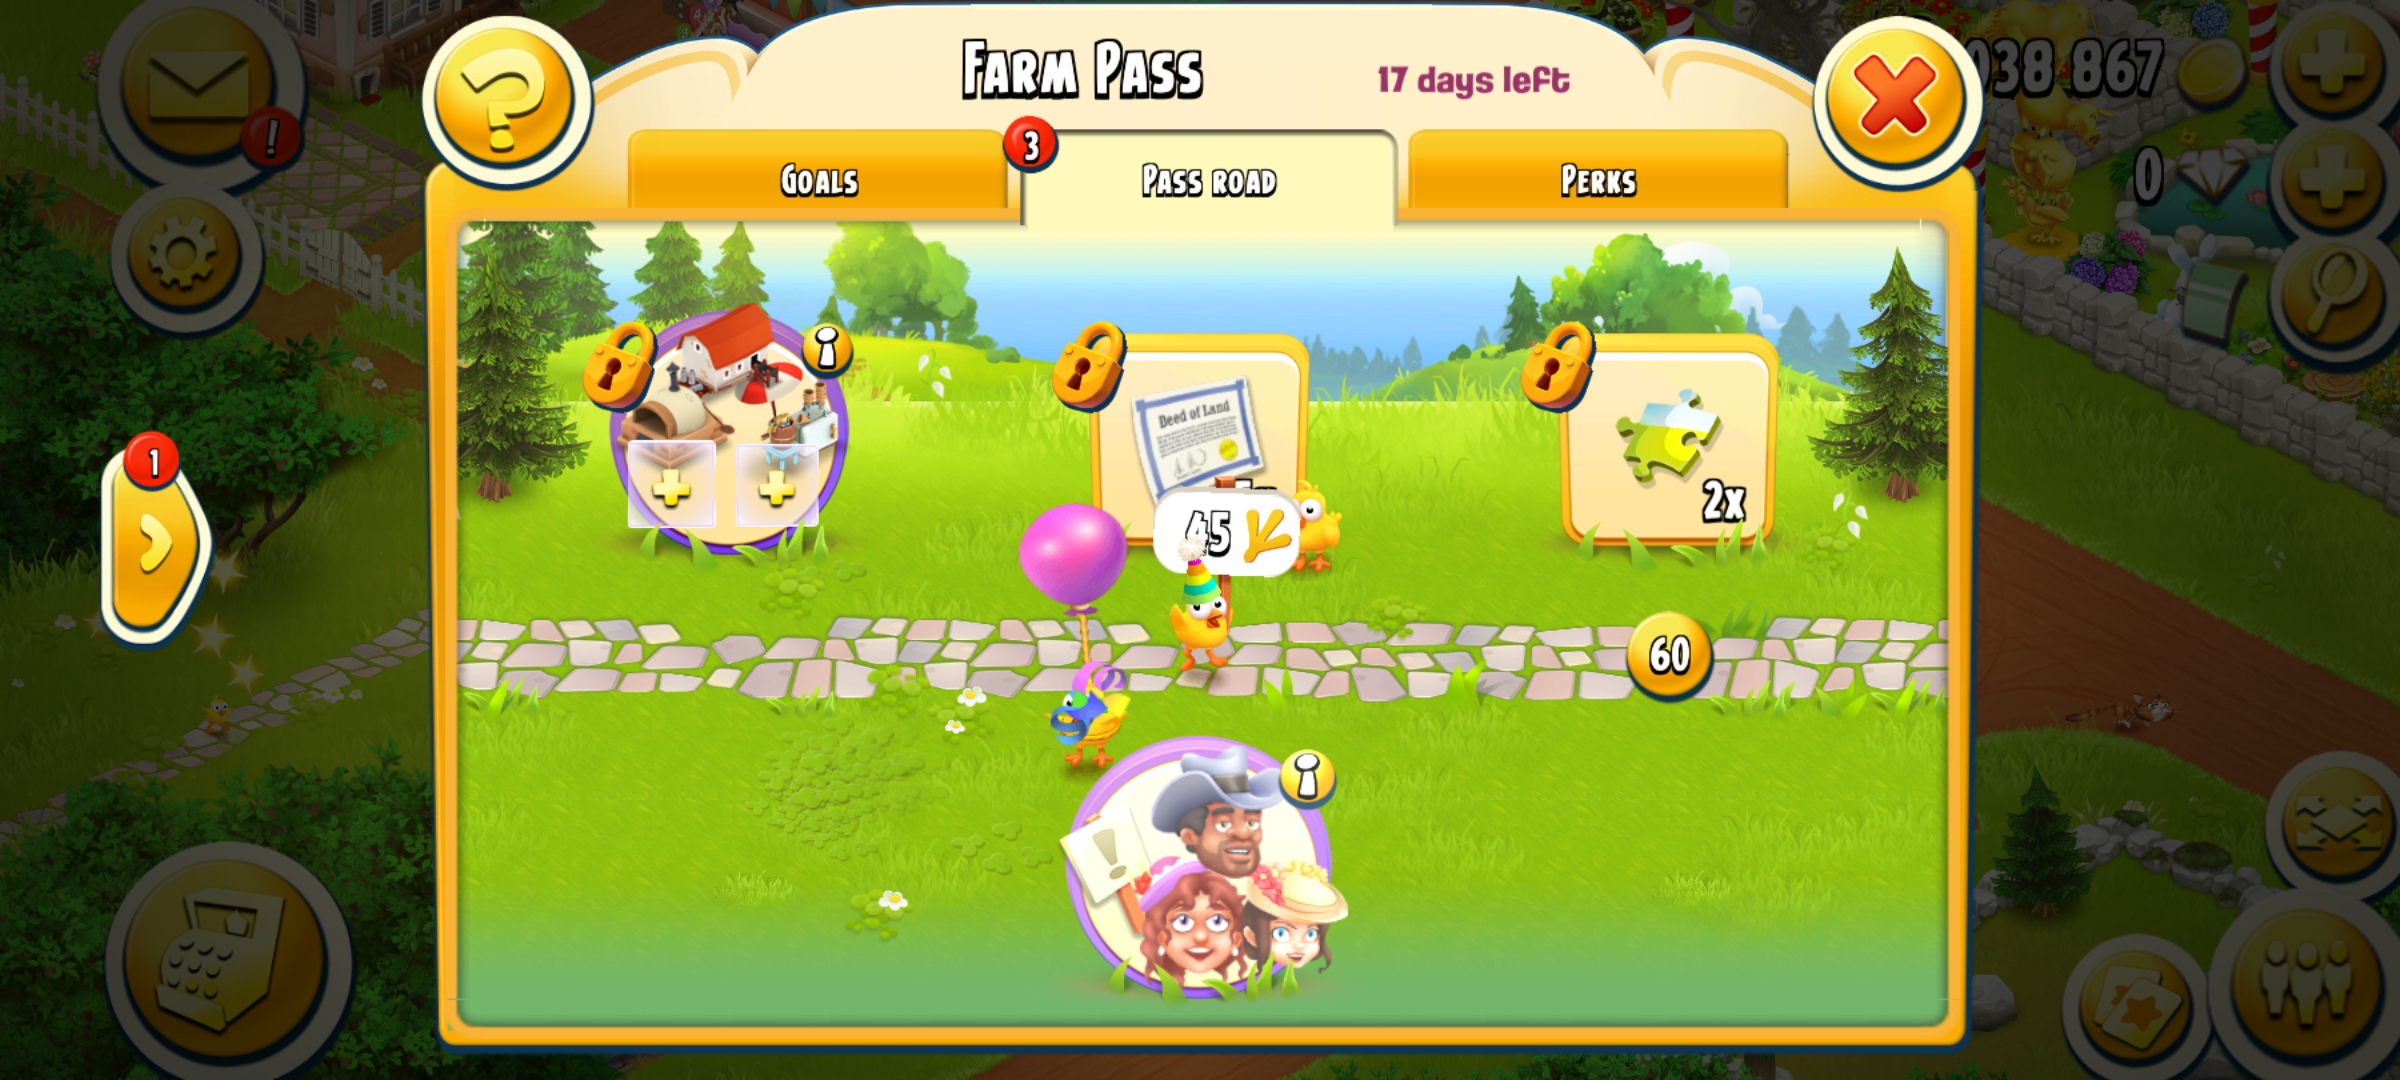 FARM PASS
17 days left
038 867
!
3
GOALS
PASS ROAD
PERKS
0
Deed of Land
2x
1
45
60
!